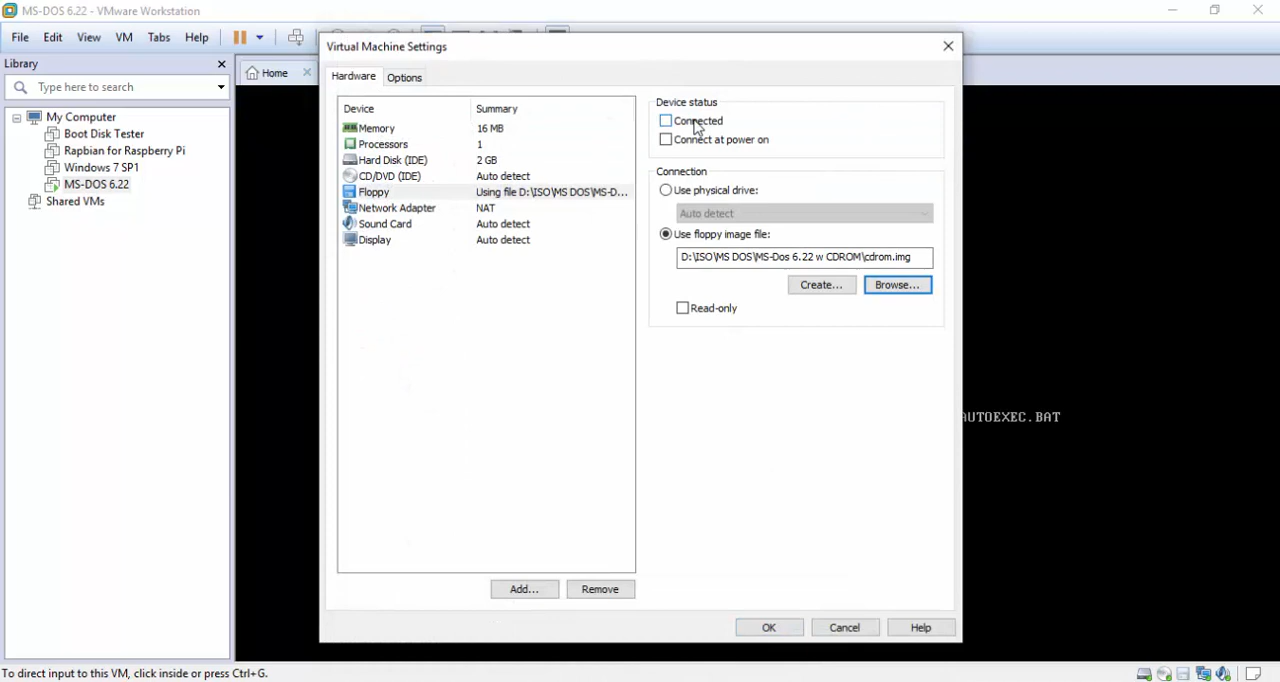 MS-DOS 6.22 - VMware Workstation
File Edit View VM Tabs Help
Library
Type here to search
My Computer
Boot Disk Tester
Rapbian for Raspberry Pi
Windows 7 SP1
MS-DOS 6.22
Shared VMs
Home
Virtual Machine Settings
Hardware Options
Device Summary
Memory 16 MB
Processors 1
Hard Disk (IDE) 2 GB
CD/DVD (IDE) Auto detect
Floppy Using file D:\ISO\MS DOS\MS-D...
Network Adapter NAT
Sound Card Auto detect
Display Auto detect
Add... Remove
Device status
Connected
Connect at power on
Connection
Use physical drive:
Auto detect
Use floppy image file:
D:\ISO\MS DOS\MS-Dos 6.22 w CDROM\cdrom.img
Create... Browse...
Read-only
OK Cancel Help
AUTOEXEC.BAT
To direct input to this VM, click inside or press Ctrl+G.